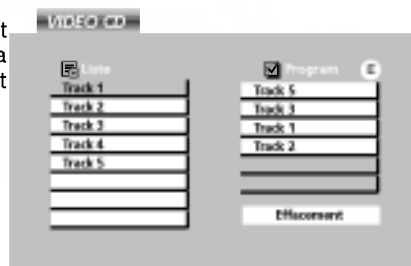 VIDEO CD
t
a
t
Liste
Track 1
Track 2
Track 3
Track 4
Track 5
Program E
Track 5
Track 3
Track 1
Track 2
Effacement